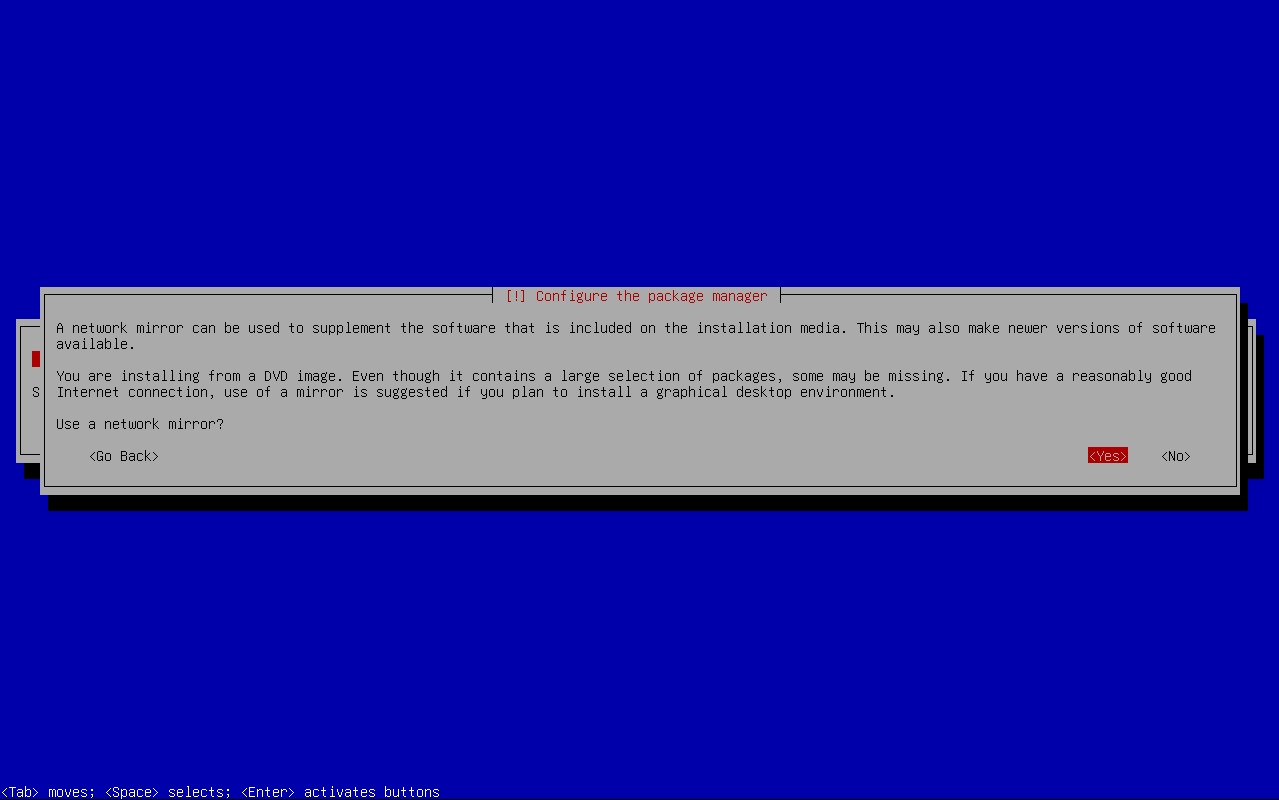 [!] Configure the package manager
A network mirror can be used to supplement the software that is included on the installation media. This may also make newer versions of software
available.
You are installing from a DVD image. Even though it contains a large selection of packages, some may be missing. If you have a reasonably good
S
Internet connection, use of a mirror is suggested if you plan to install a graphical desktop environment.
Use a network mirror?
<Go Back> <Yes> <No>
<Tab> moves; <Space> selects; <Enter> activates buttons